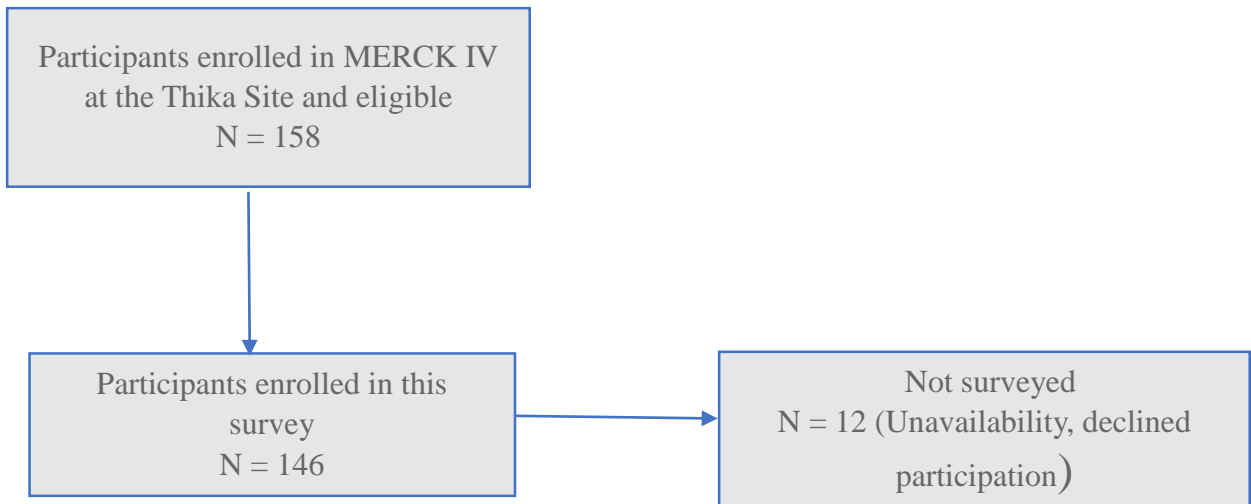 Participants enrolled in MERCK IV
at the Thika Site and eligible
N = 158
Participants enrolled in this
survey
N = 146
Not surveyed
N = 12 (Unavailability, declined
participation)